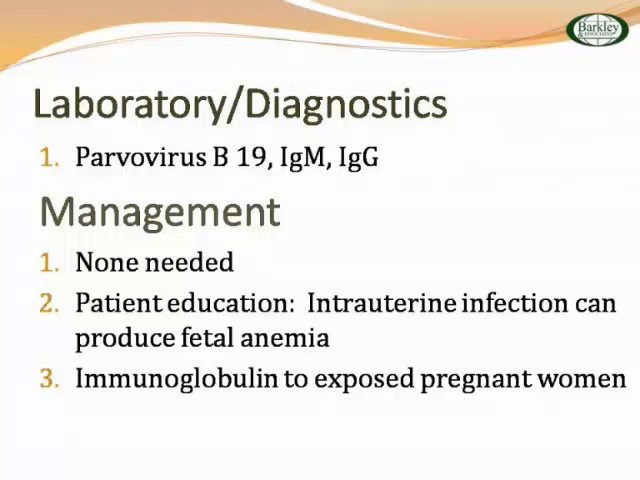 Barkley
& ASSOCIATES
Laboratory/Diagnostics
1. Parvovirus B 19, IgM, IgG
Management
1. None needed
2. Patient education: Intrauterine infection can
produce fetal anemia
3. Immunoglobulin to exposed pregnant women